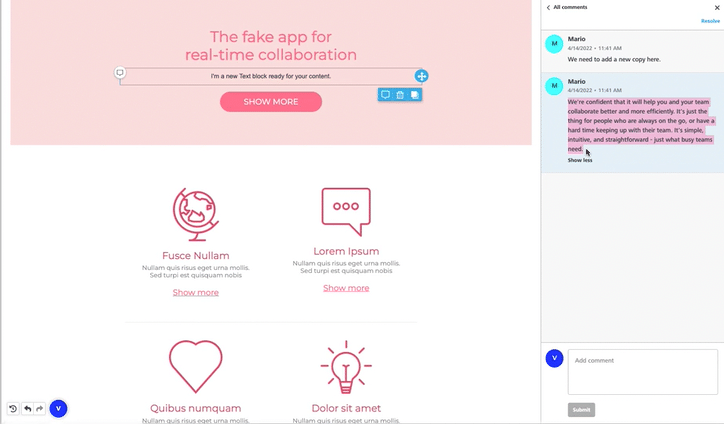 The fake app for
real-time collaboration
I'm a new Text block ready for your content.
SHOW MORE
Fusce Nullam
Nullam quis risus eget urna mollis.
Sed turpi est quisquam nobis
Show more
Lorem Ipsum
Nullam quis risus eget urna mollis.
Sed turpi est quisquam nobis
Show more
Quibus numquam
Nullam quis risus eget urna mollis.
Dolor sit amet
Nullam quis risus eget urna mollis.
V
All comments
Resolve
M
Mario
4/14/2022 • 11:41 AM
We need to add a new copy here.
M
Mario
4/14/2022 • 11:41 AM
We're confident that it will help you and your team
collaborate better and more efficiently. It's just the
thing for people who are always on the go, or have a
hard time keeping up with their team. It's simple,
intuitive, and straightforward - just what busy teams
need.
Show less
V
Add comment
Submit